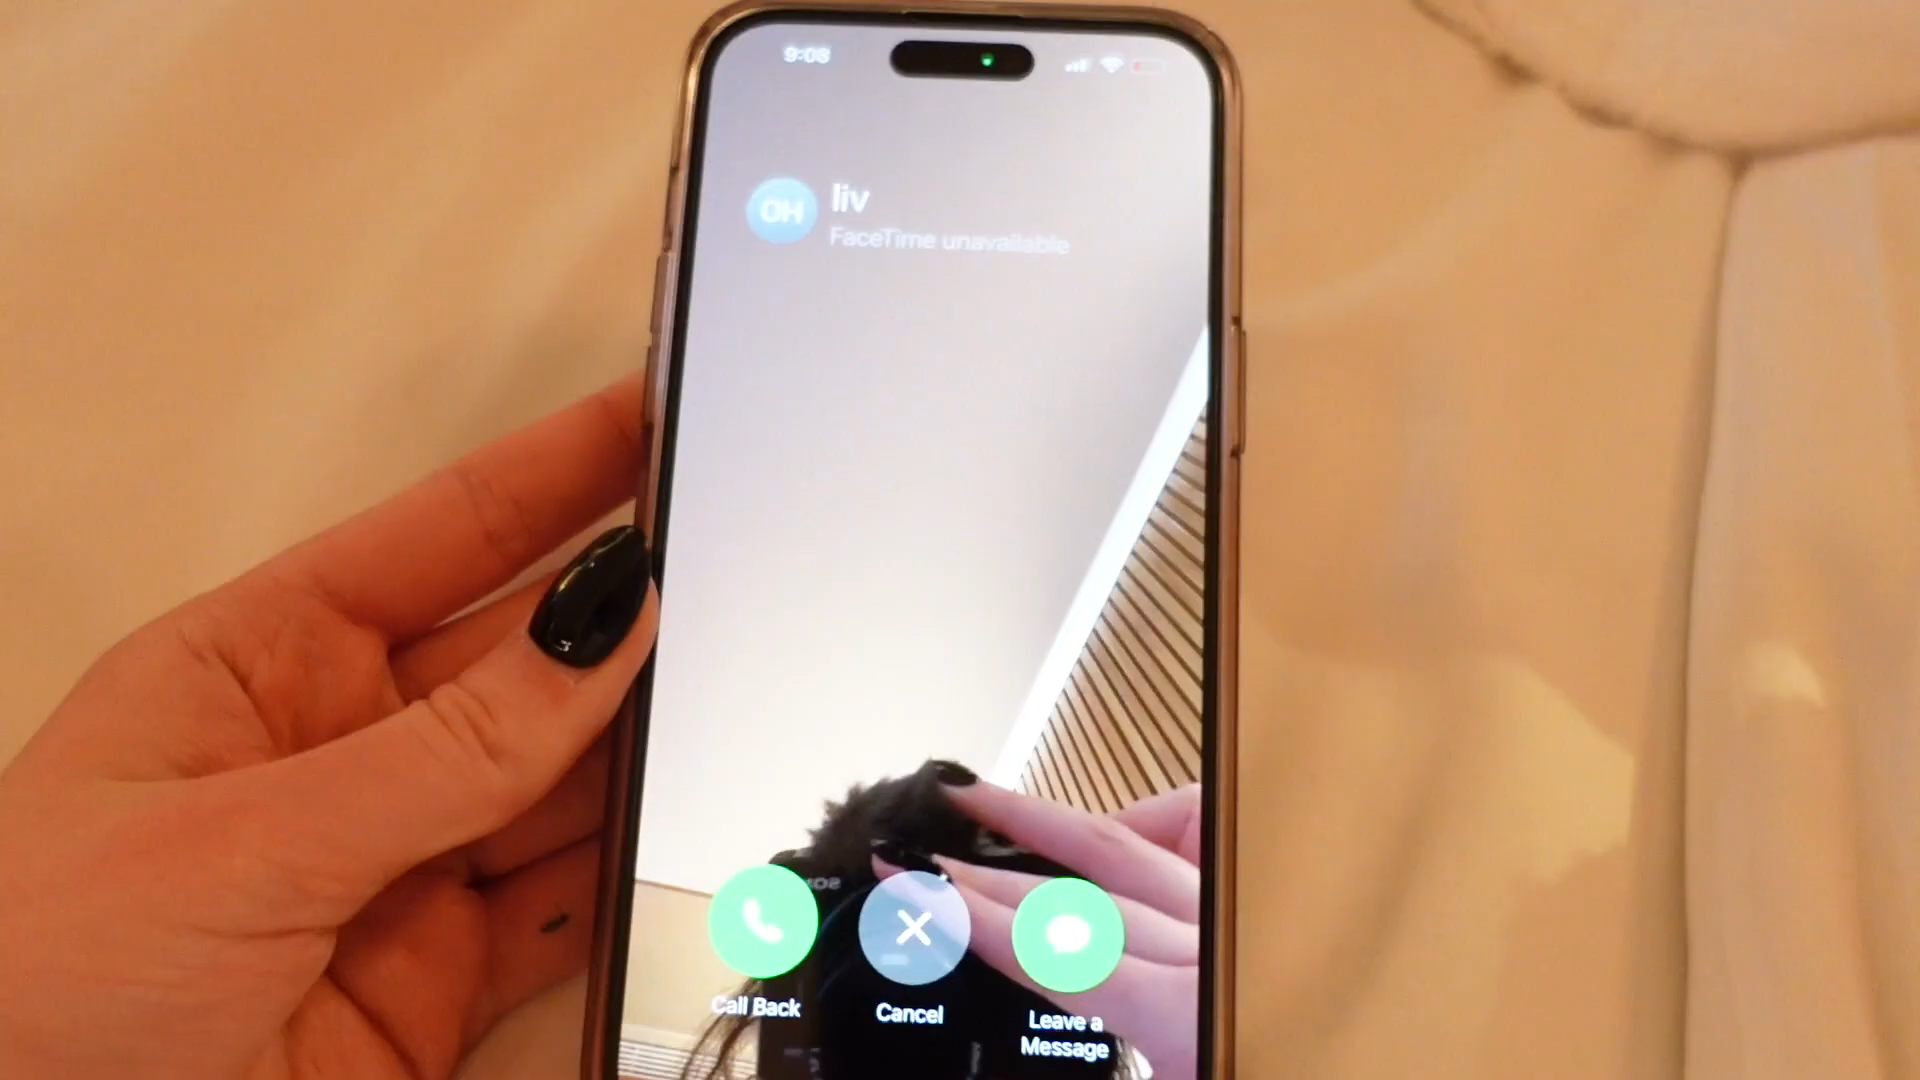 9:08
OH
liv
FaceTime unavailable
Call Back
Cancel
Leave a
Message